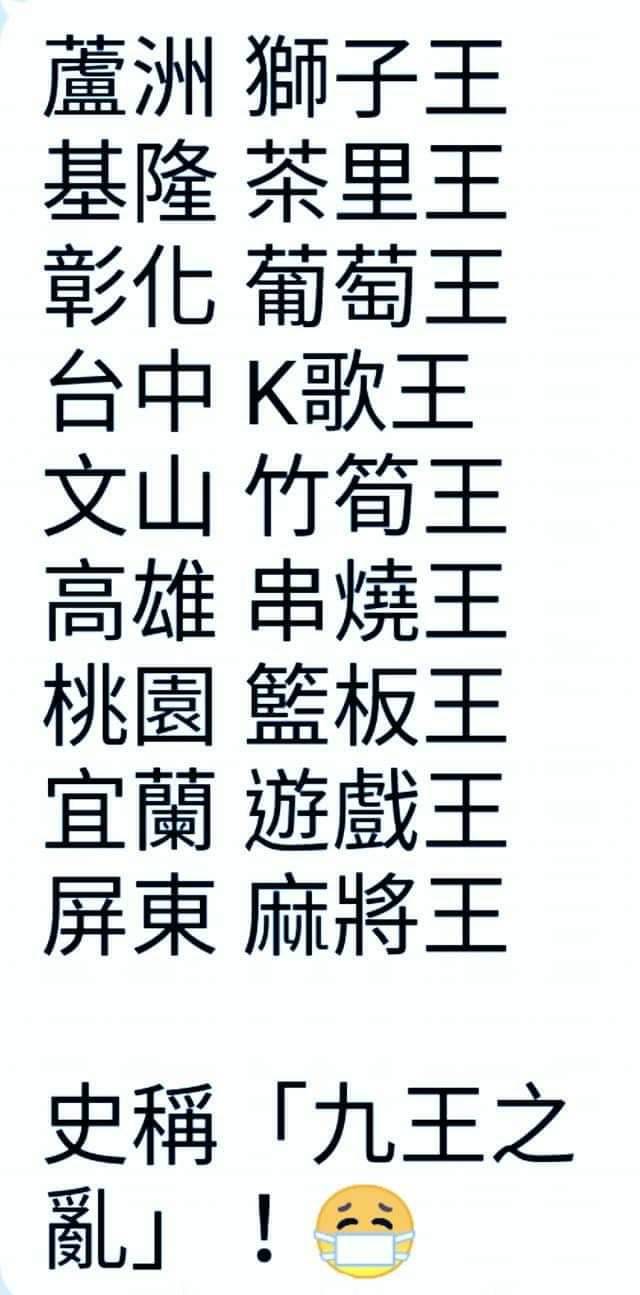 蘆洲 獅子王
基隆 茶里王
彰化 葡萄王
台中 K歌王
文山 竹筍王
高雄 串燒王
桃園 籃板王
宜蘭 遊戲王
屏東 麻將王
史稱「九王之
亂」！😷